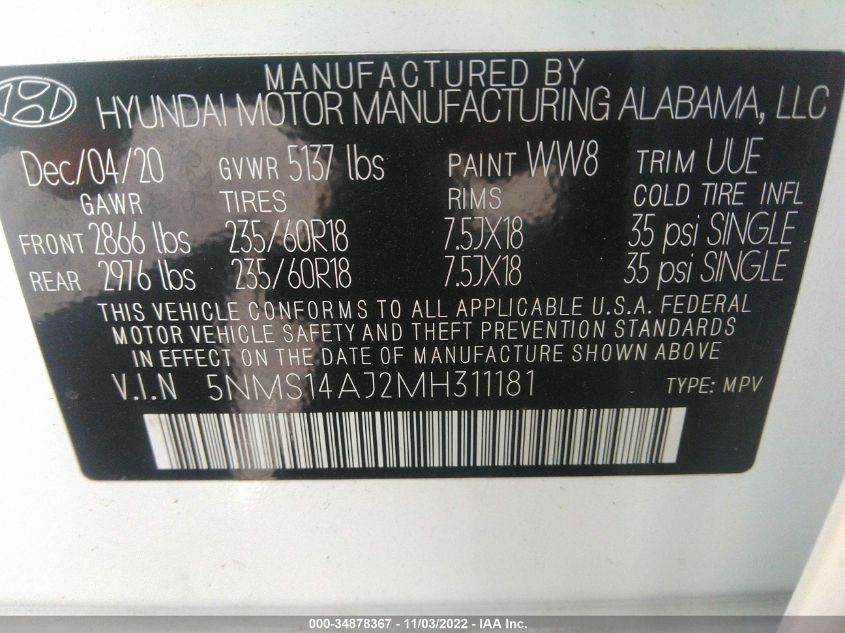 MANUFACTURED BY
HYUNDAI MOTOR MANUFACTURING ALABAMA, LLC
Dec/04/20 GVWR 5137 lbs PAINT WW8 TRIM UUE
GAWR TIRES RIMS COLD TIRE INFL
FRONT 2866 lbs 235/60R18 7.5JX18 35 psi SINGLE
REAR 2976 lbs 235/60R18 7.5JX18 35 psi SINGLE
THIS VEHICLE CONFORMS TO ALL APPLICABLE U.S.A. FEDERAL
MOTOR VEHICLE SAFETY AND THEFT PREVENTION STANDARDS
IN EFFECT ON THE DATE OF MANUFACTURE SHOWN ABOVE
V.I.N 5NMS14AJ2MH311181 TYPE: MPV
000-34878367 - 11/03/2022 - IAA Inc.